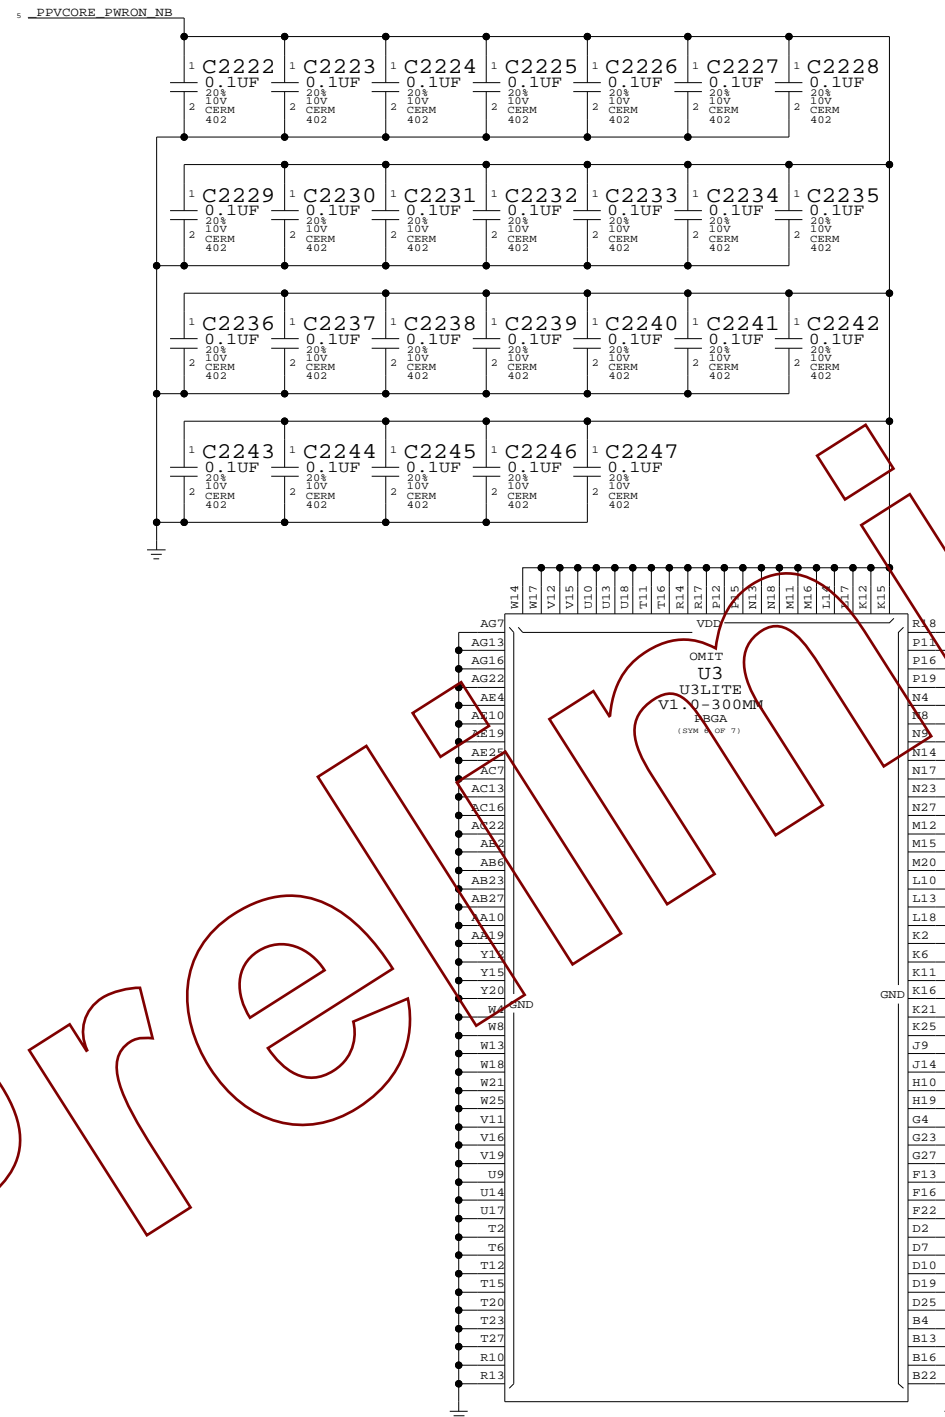 5 PPVCORE_PWRON_NB
1 C2222 1 C2223 1 C2224 1 C2225 1 C2226 1 C2227 1 C2228
0.1UF 0.1UF 0.1UF 0.1UF 0.1UF 0.1UF 0.1UF
20% 20% 20% 20% 20% 20% 20%
2 10V 2 10V 2 10V 2 10V 2 10V 2 10V 2 10V
CERM CERM CERM CERM CERM CERM CERM
402 402 402 402 402 402 402
1 C2229 1 C2230 1 C2231 1 C2232 1 C2233 1 C2234 1 C2235
0.1UF 0.1UF 0.1UF 0.1UF 0.1UF 0.1UF 0.1UF
20% 20% 20% 20% 20% 20% 20%
2 10V 2 10V 2 10V 2 10V 2 10V 2 10V 2 10V
CERM CERM CERM CERM CERM CERM CERM
402 402 402 402 402 402 402
1 C2236 1 C2237 1 C2238 1 C2239 1 C2240 1 C2241 1 C2242
0.1UF 0.1UF 0.1UF 0.1UF 0.1UF 0.1UF 0.1UF
20% 20% 20% 20% 20% 20% 20%
2 10V 2 10V 2 10V 2 10V 2 10V 2 10V 2 10V
CERM CERM CERM CERM CERM CERM CERM
402 402 402 402 402 402 402
1 C2243 1 C2244 1 C2245 1 C2246 1 C2247
0.1UF 0.1UF 0.1UF 0.1UF 0.1UF
20% 20% 20% 20% 20%
2 10V 2 10V 2 10V 2 10V 2 10V
CERM CERM CERM CERM CERM
402 402 402 402 402
W14 W17 V12 V15 U10 U13 U18 T11 T16 R14 R17 P12 P15 N13 N18 M11 M16 L17 K12 K15
AG7 VDD R18
AG13 P11
AG16 OMIT P16
AG22 U3 P19
AE4 U3LITE N4
AE10 V1.0-300MM N8
AE19 PBGA N9
(SYM 6 OF 7)
AE25 N14
AC7 N17
AC13 N23
AC16 N27
AC22 M12
AB2 M15
AB6 M20
AB23 L10
AB27 L13
AA10 L18
AA19 K2
Y12 K6
Y15 K11
Y20 GND K16
W4 GND K21
W8 K25
W13 J9
W18 J14
W21 H10
W25 H19
V11 G4
V16 G23
V19 G27
U9 F13
U14 F16
U17 F22
T2 D2
T6 D7
T12 D10
T15 D19
T20 D25
T23 B4
T27 B13
R10 B16
R13 B22
prelimi